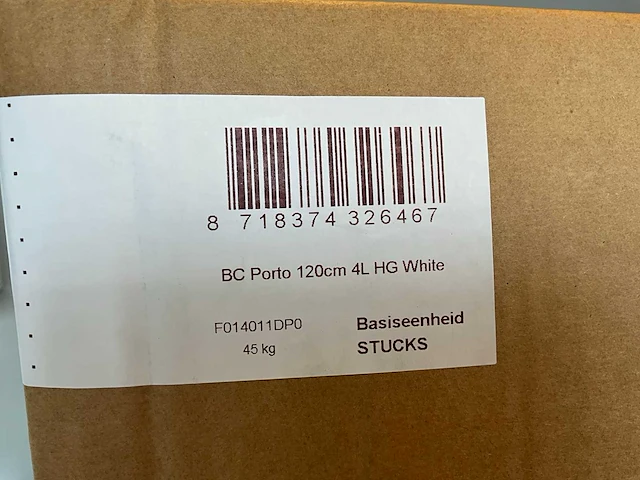 8 718374 326467
BC Porto 120cm 4L HG White
F014011DP0
Basiseenheid
45 kg
STUCKS